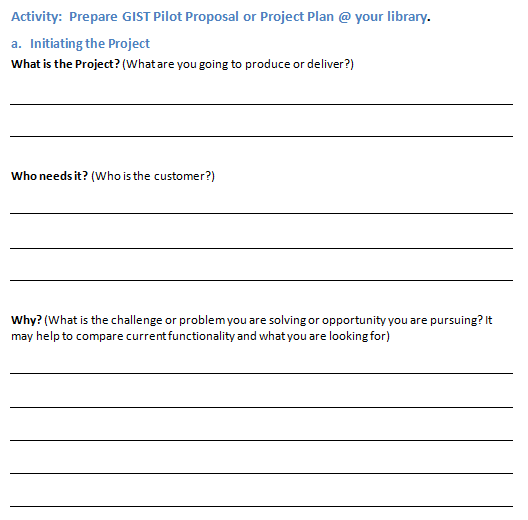 Activity:  Prepare GIST Pilot Proposal or Project Plan @ your library.
a.  Initiating the Project
What is the Project? (What are you going to produce or deliver?)
Who needs it? (Who is the customer?)
Why? (What is the challenge or problem you are solving or opportunity you are pursuing? It
may help to compare current functionality and what you are looking for)